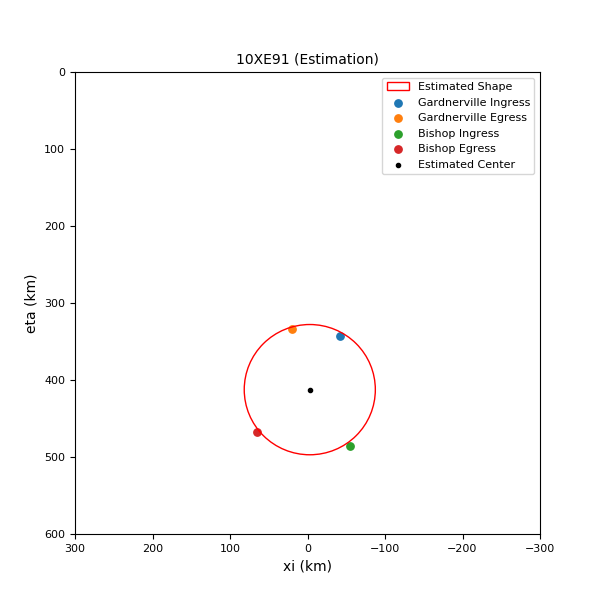 10XE91 (Estimation)
Estimated Shape
Gardnerville Ingress
Gardnerville Egress
Bishop Ingress
Bishop Egress
Estimated Center
0
100
200
300
400
500
600
eta (km)
300
200
100
0
−100
−200
−300
xi (km)